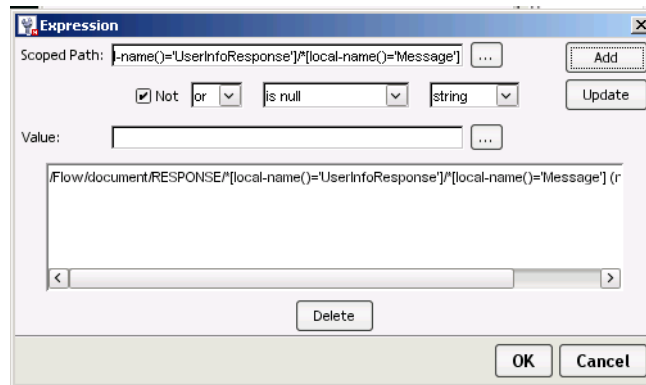 Expression
Scoped Path: l-name()='UserInfoResponse']/*[local-name()='Message'] ... Add
Not or is null string Update
Value: ...
/Flow/document/RESPONSE/*[local-name()='UserInfoResponse']/*[local-name()='Message'] (r
Delete
OK Cancel